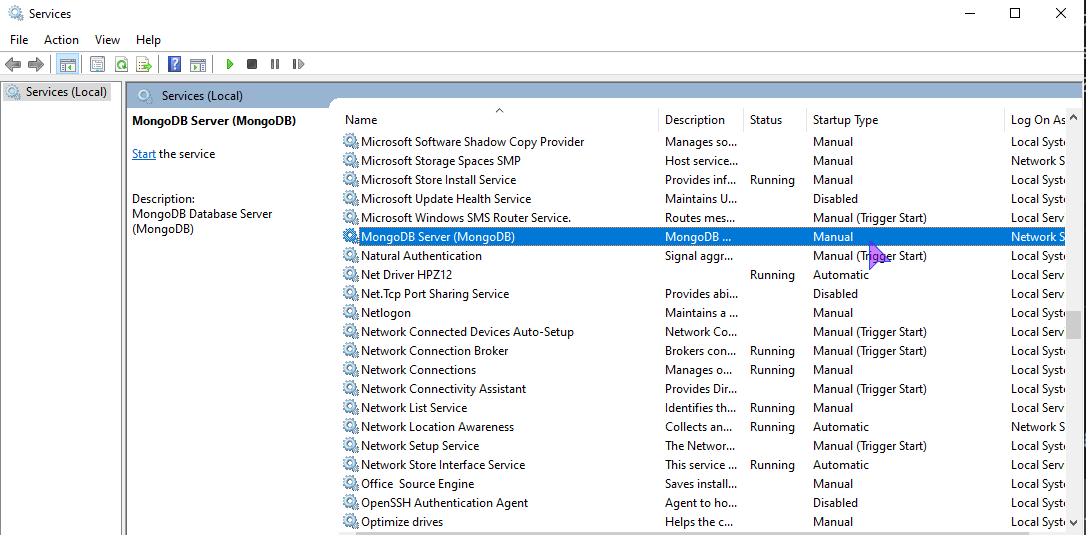 Services
File Action View Help
Services (Local)
Services (Local)
MongoDB Server (MongoDB)
Start the service
Description:
MongoDB Database Server
(MongoDB)
Name Description Status Startup Type Log On As
Microsoft Software Shadow Copy Provider Manages so... Manual Local Syste
Microsoft Storage Spaces SMP Host service... Manual Network S
Microsoft Store Install Service Provides inf... Running Manual Local Syste
Microsoft Update Health Service Maintains U... Disabled Local Syste
Microsoft Windows SMS Router Service. Routes mes... Manual (Trigger Start) Local Syste
MongoDB Server (MongoDB) MongoDB ... Manual Network S
Natural Authentication Signal aggr... Manual (Trigger Start) Local Syste
Net Driver HPZ12 Running Automatic Local Serv
Net.Tcp Port Sharing Service Provides abi... Disabled Local Serv
Netlogon Maintains a ... Manual Local Syste
Network Connected Devices Auto-Setup Network Co... Manual (Trigger Start) Local Serv
Network Connection Broker Brokers con... Running Manual (Trigger Start) Local Syste
Network Connections Manages o... Running Manual Local Syste
Network Connectivity Assistant Provides Dir... Manual (Trigger Start) Local Syste
Network List Service Identifies th... Running Manual Local Serv
Network Location Awareness Collects an... Running Automatic Network S
Network Setup Service The Networ... Manual (Trigger Start) Local Syste
Network Store Interface Service This service ... Running Automatic Local Serv
Office Source Engine Saves install... Manual Local Syste
OpenSSH Authentication Agent Agent to ho... Disabled Local Syste
Optimize drives Helps the c... Manual Local Syste